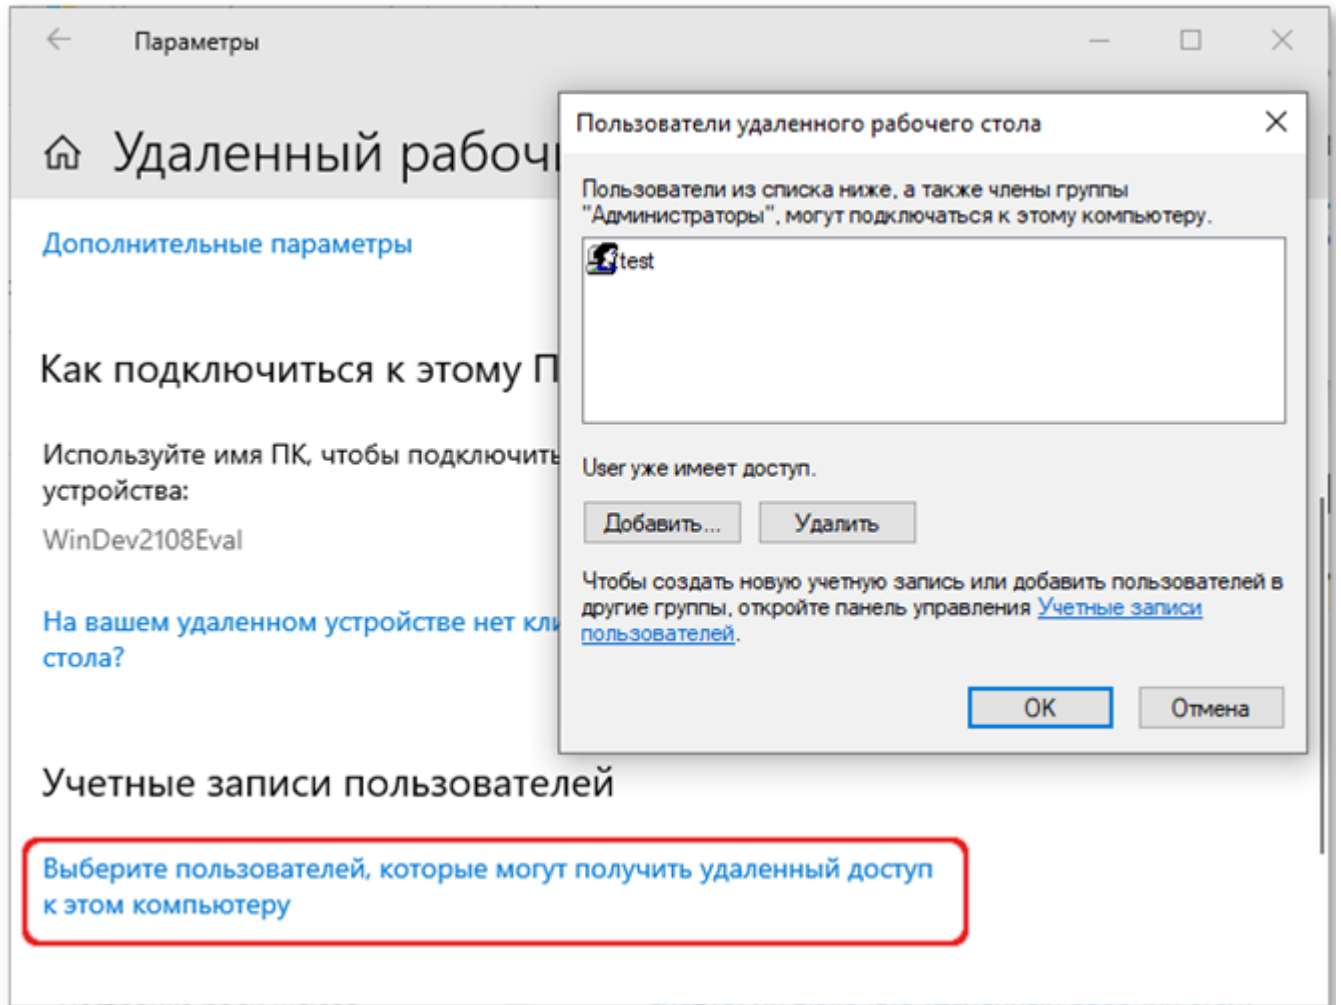 Параметры
Удаленный рабочи
Дополнительные параметры
Как подключиться к этому П
Используйте имя ПК, чтобы подключить
устройства:
WinDev2108Eval
На вашем удаленном устройстве нет кли
стола?
Учетные записи пользователей
Выберите пользователей, которые могут получить удаленный доступ
к этом компьютеру
Пользователи удаленного рабочего стола
Пользователи из списка ниже, а также члены группы
"Администраторы", могут подключаться к этому компьютеру.
test
User уже имеет доступ.
Добавить...
Удалить
Чтобы создать новую учетную запись или добавить пользователей в
другие группы, откройте панель управления Учетные записи
пользователей.
OK
Отмена